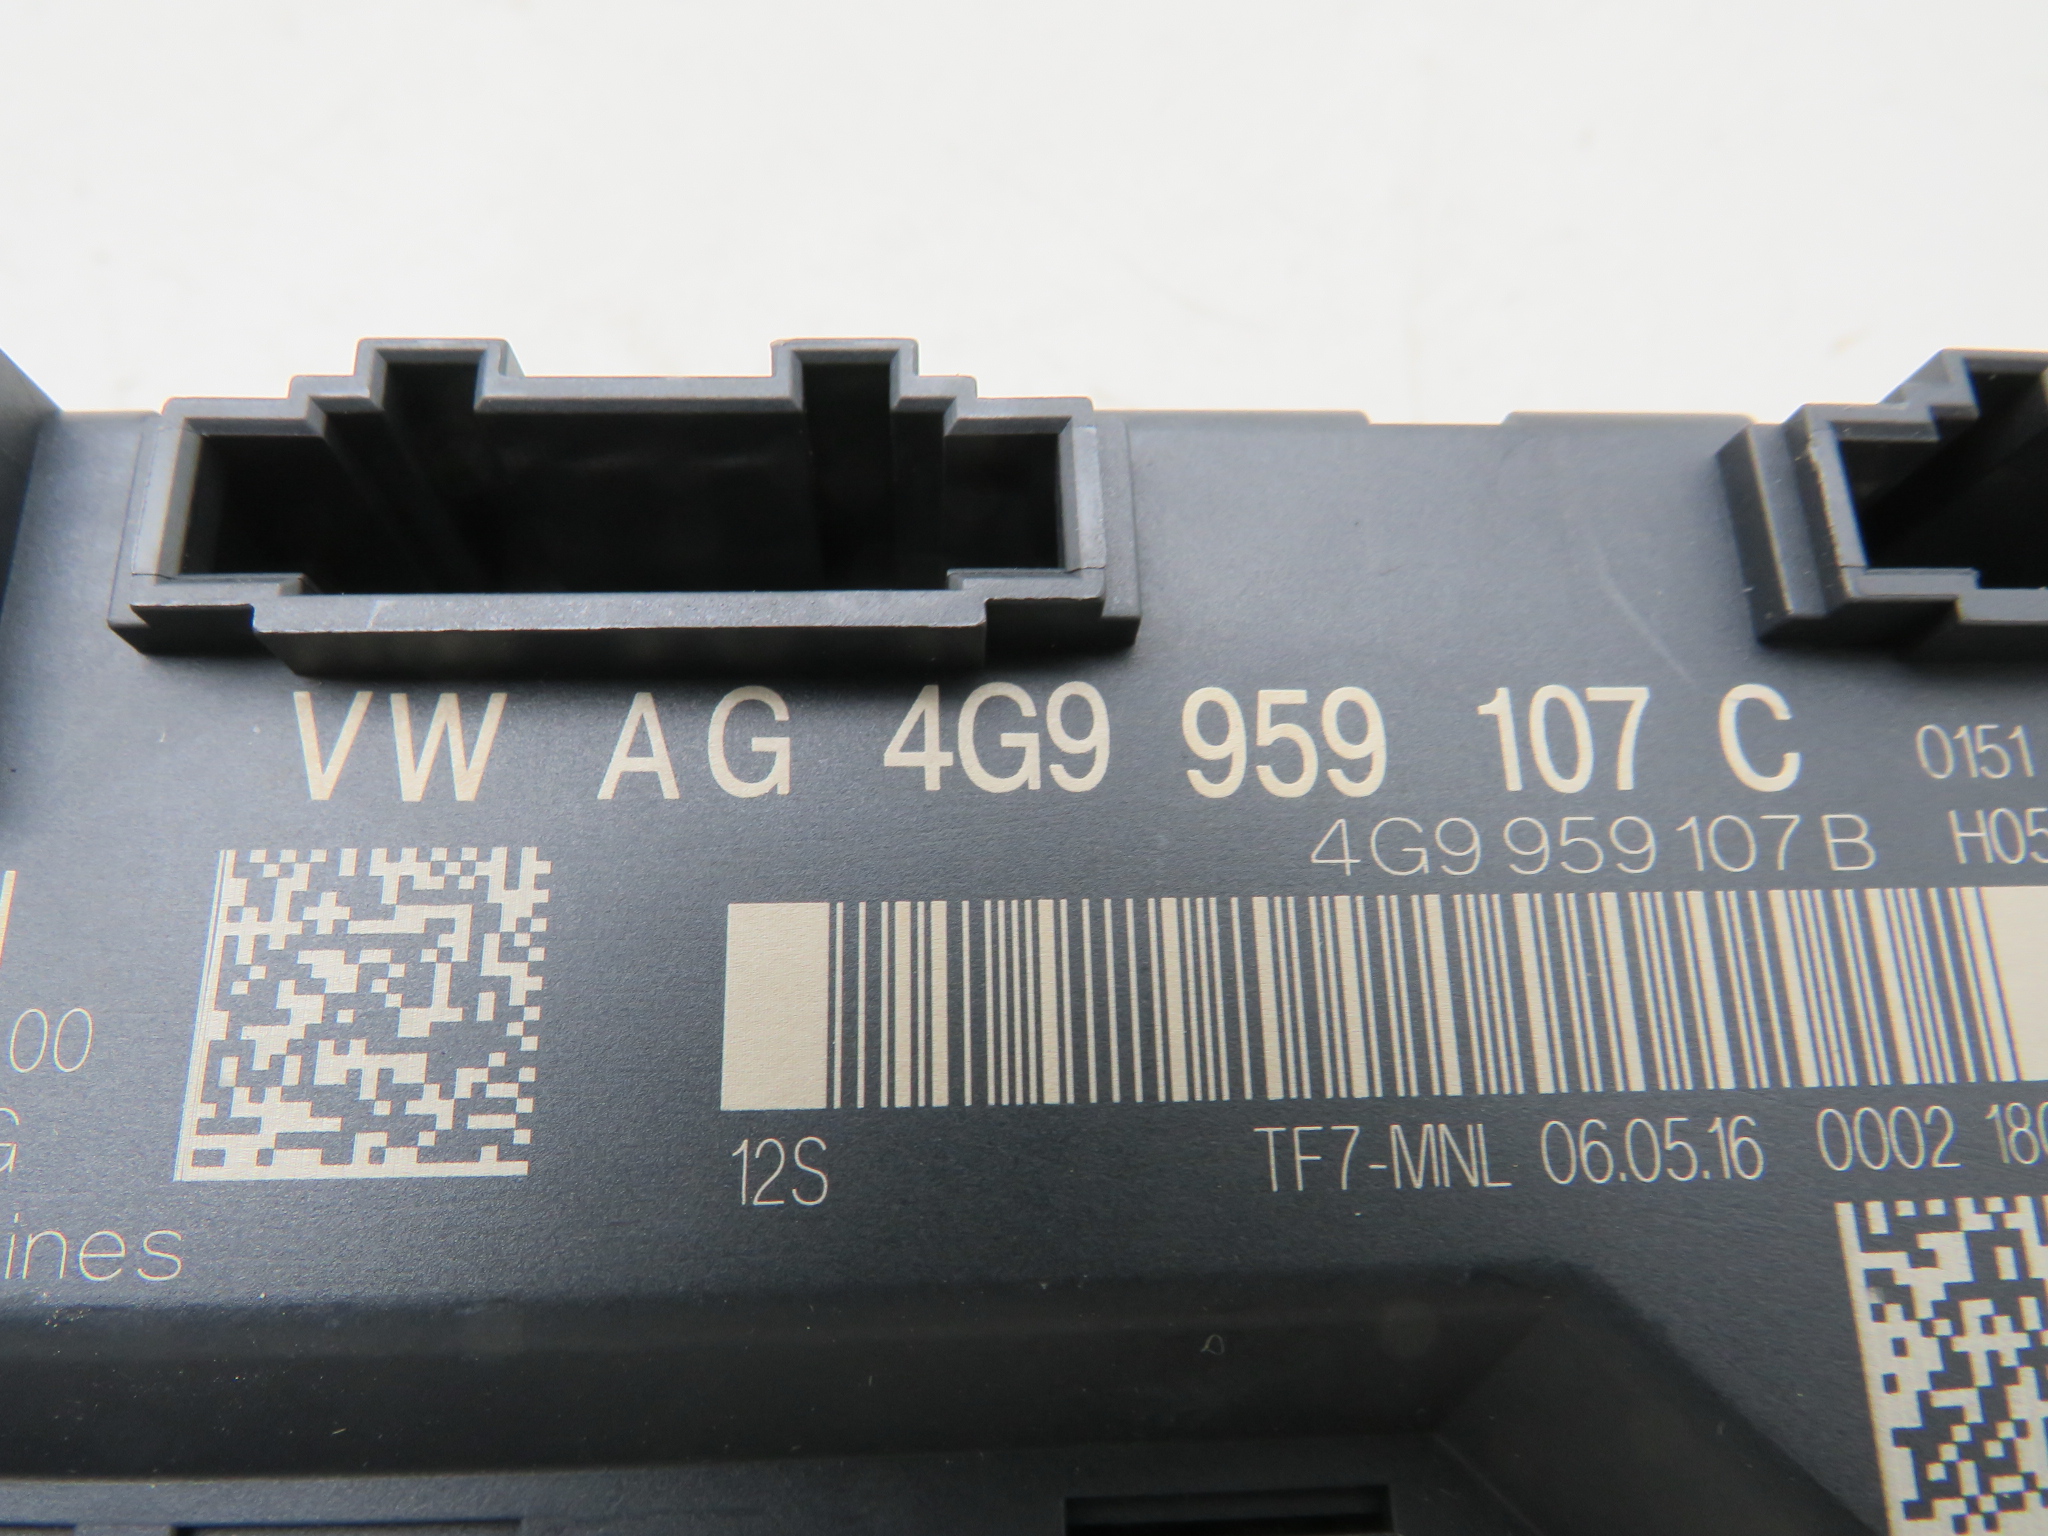 VW AG 4G9 959 107 C 0151
4G9 959 107 B H05
00
G
12S TF7-MNL 06.05.16 0002 180
ines